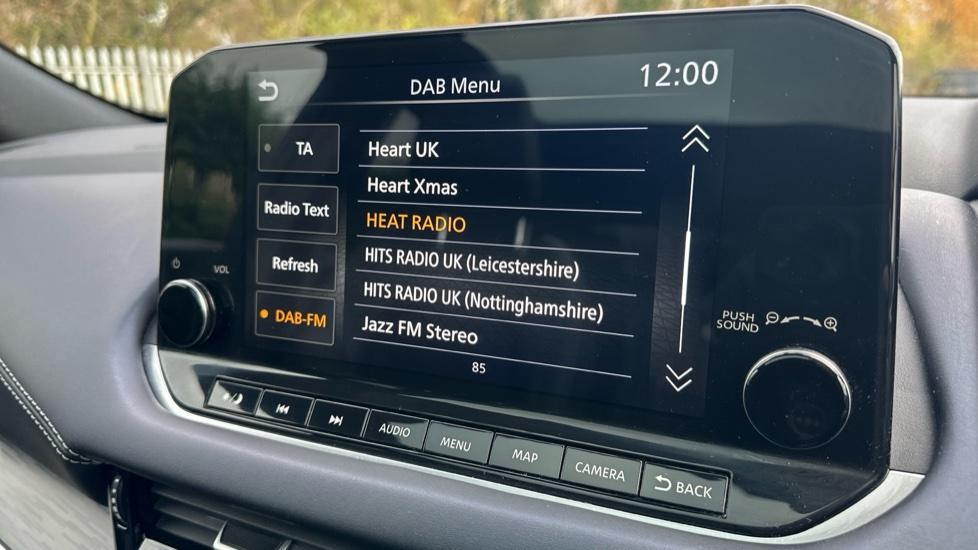 DAB Menu
12:00
TA
Radio Text
Refresh
DAB-FM
Heart UK
Heart Xmas
HEAT RADIO
HITS RADIO UK (Leicestershire)
HITS RADIO UK (Nottinghamshire)
Jazz FM Stereo
85
VOL
PUSH
SOUND
AUDIO
MENU
MAP
CAMERA
BACK